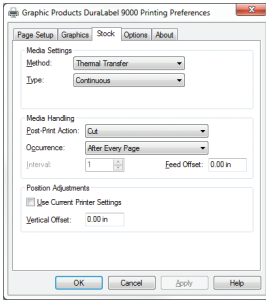 Graphic Products DuraLabel 9000 Printing Preferences
Page Setup Graphics Stock Options About
Media Settings
Method: Thermal Transfer
Type: Continuous
Media Handling
Post-Print Action: Cut
Occurrence: After Every Page
Interval: 1 Feed Offset: 0.00 in
Position Adjustments
Use Current Printer Settings
Vertical Offset: 0.00 in
OK Cancel Apply Help